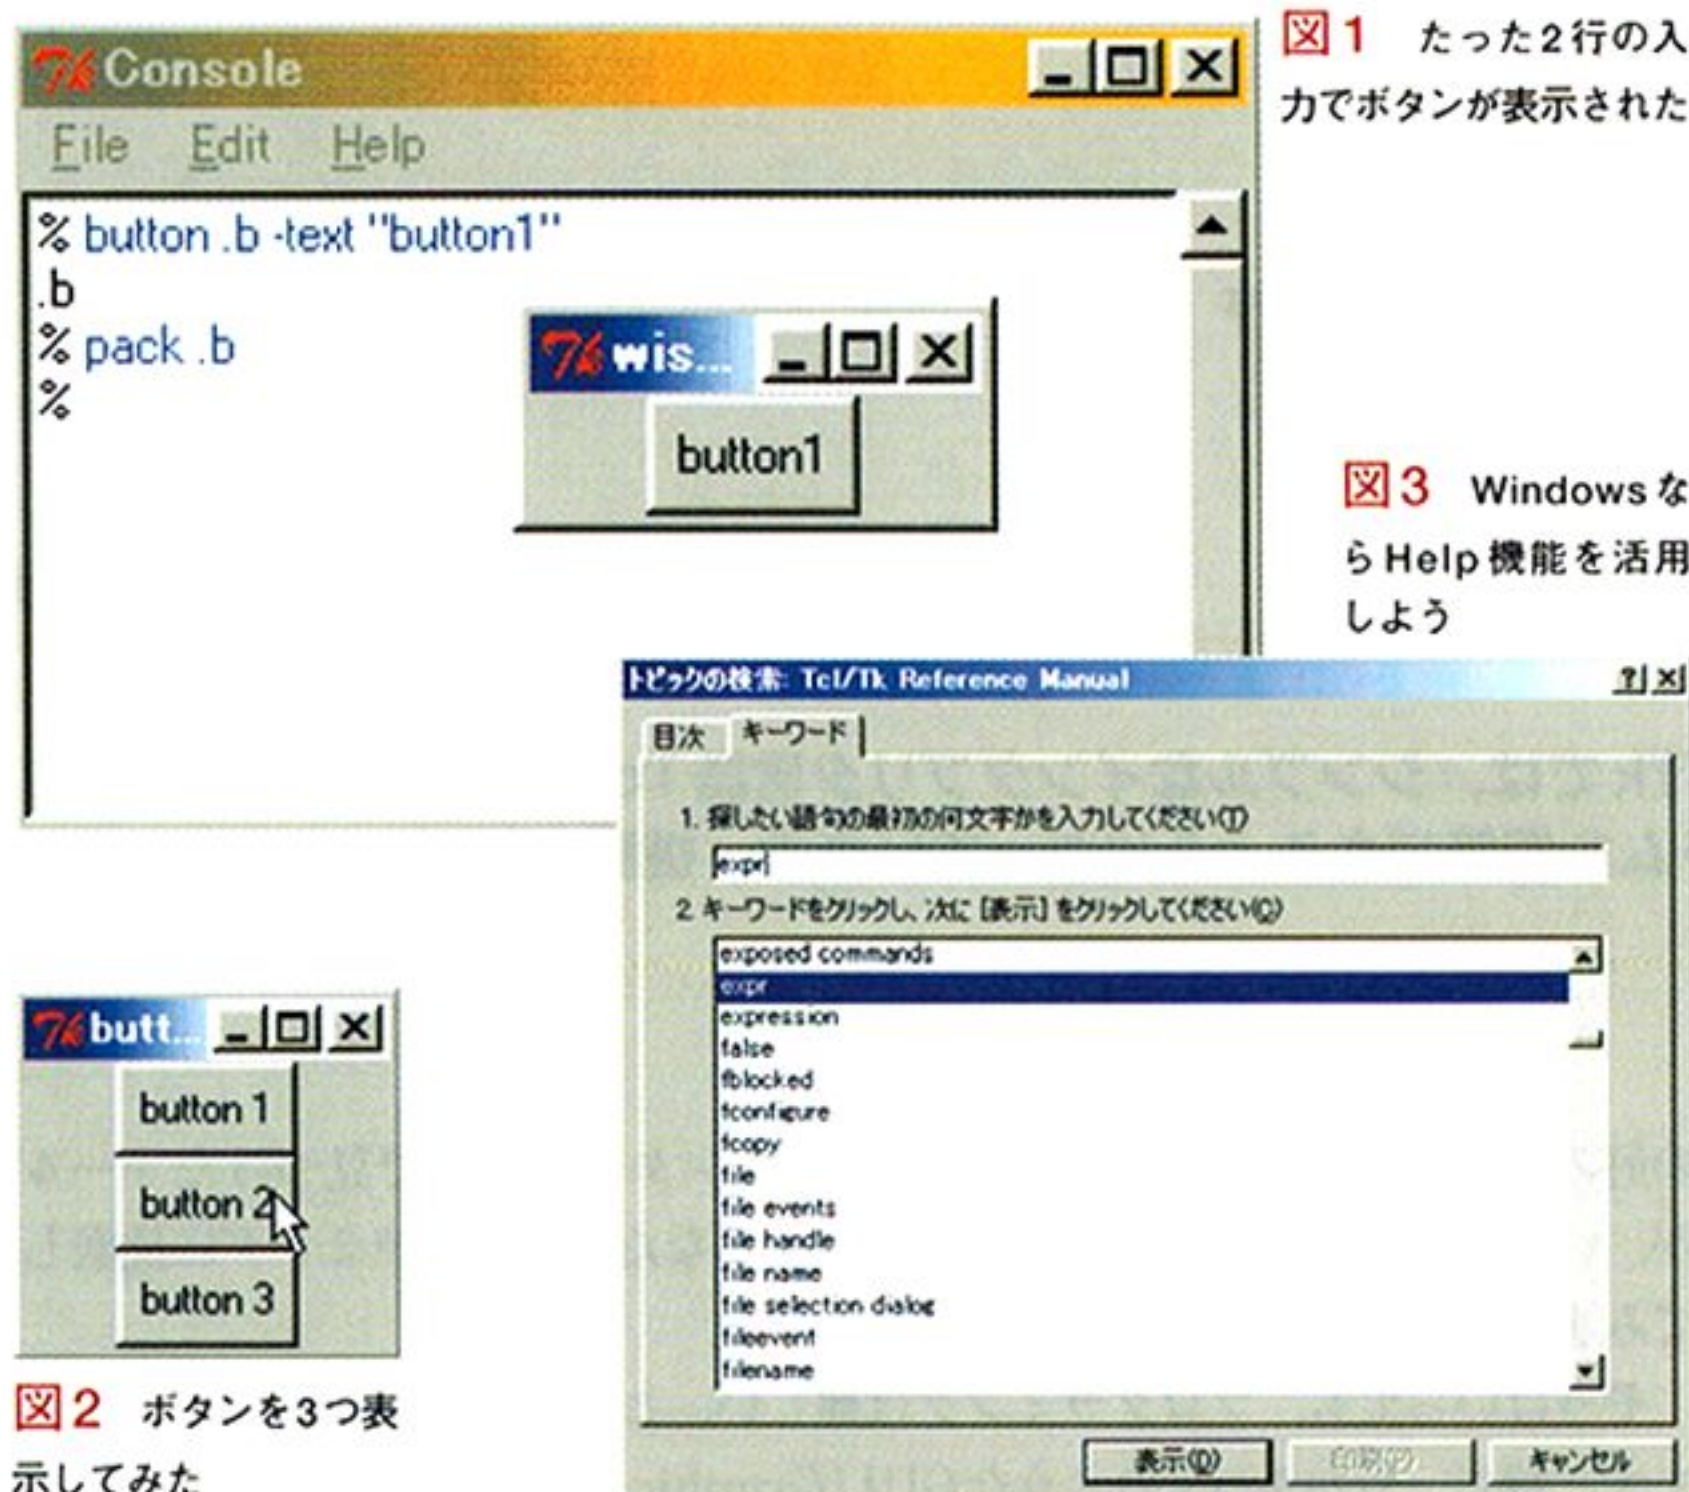 Console
File Edit Help
% button .b -text "button1"
.b
% pack .b
%
wis...
button1
図1 たった2行の入
力でボタンが表示された
図3 Windowsな
らHelp機能を活用
しよう
トピックの検索: Tcl/Tk Reference Manual
目次 キーワード
1. 探したい語句の最初の何文字かを入力してください(T)
expr
2. キーワードをクリックし、次に [表示] をクリックしてください(C)
exposed commands
expr
expression
false
fblocked
fconfigure
fcopy
file
file events
file handle
file name
file selection dialog
fileevent
filename
表示(D) 印刷(P) キャンセル
butt...
button 1
button 2
button 3
図2 ボタンを3つ表
示してみた